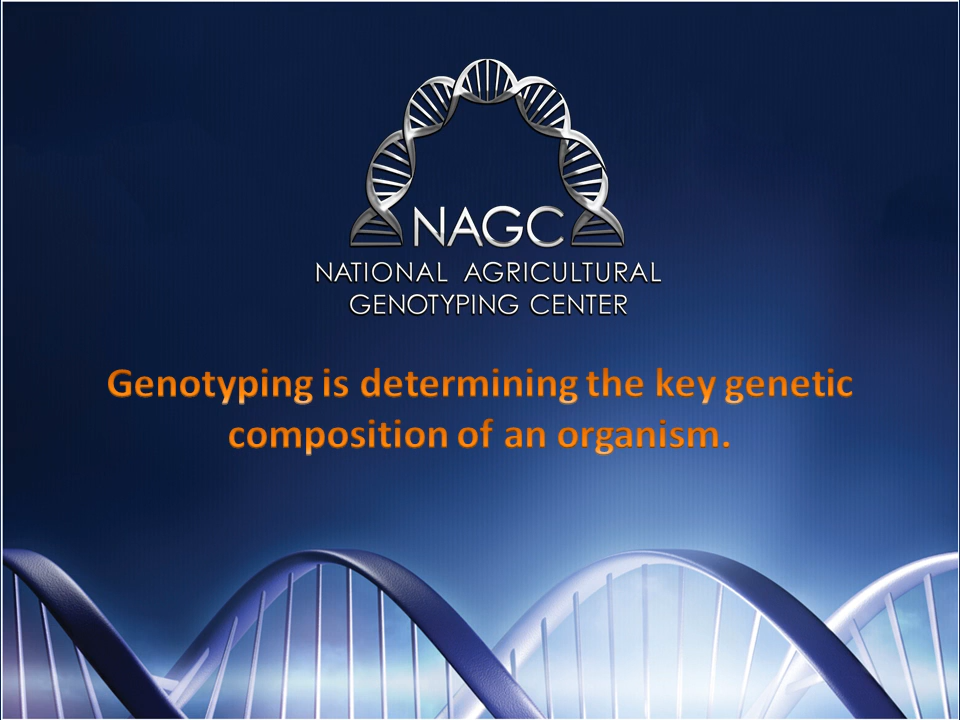 NAGC
NATIONAL AGRICULTURAL
GENOTYPING CENTER
Genotyping is determining the key genetic
composition of an organism.